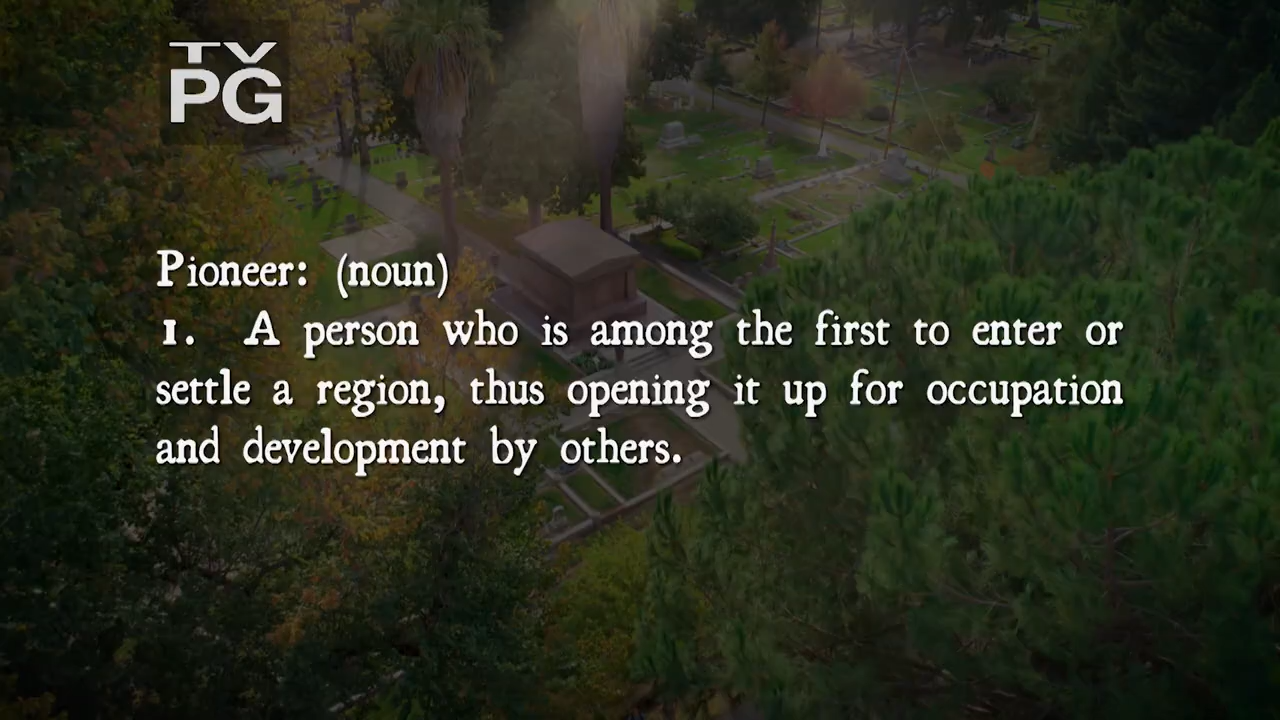 TV
PG
Pioneer: (noun)
1. A person who is among the first to enter or
settle a region, thus opening it up for occupation
and development by others.